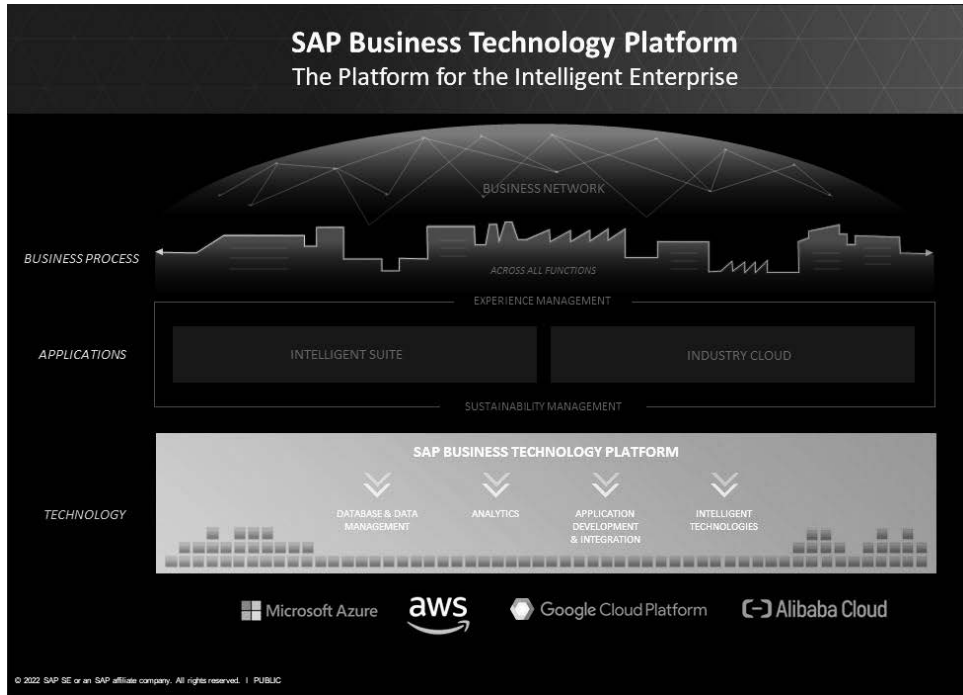 SAP Business Technology Platform
The Platform for the Intelligent Enterprise
BUSINESS NETWORK
BUSINESS PROCESS
ACROSS ALL FUNCTIONS
EXPERIENCE MANAGEMENT
APPLICATIONS
INTELLIGENT SUITE
INDUSTRY CLOUD
SUSTAINABILITY MANAGEMENT
SAP BUSINESS TECHNOLOGY PLATFORM
TECHNOLOGY
DATABASE & DATA
MANAGEMENT
ANALYTICS
APPLICATION
DEVELOPMENT
& INTEGRATION
INTELLIGENT
TECHNOLOGIES
Microsoft Azure
aws
Google Cloud Platform
Alibaba Cloud
© 2022 SAP SE or an SAP affiliate company. All rights reserved. I PUBLIC